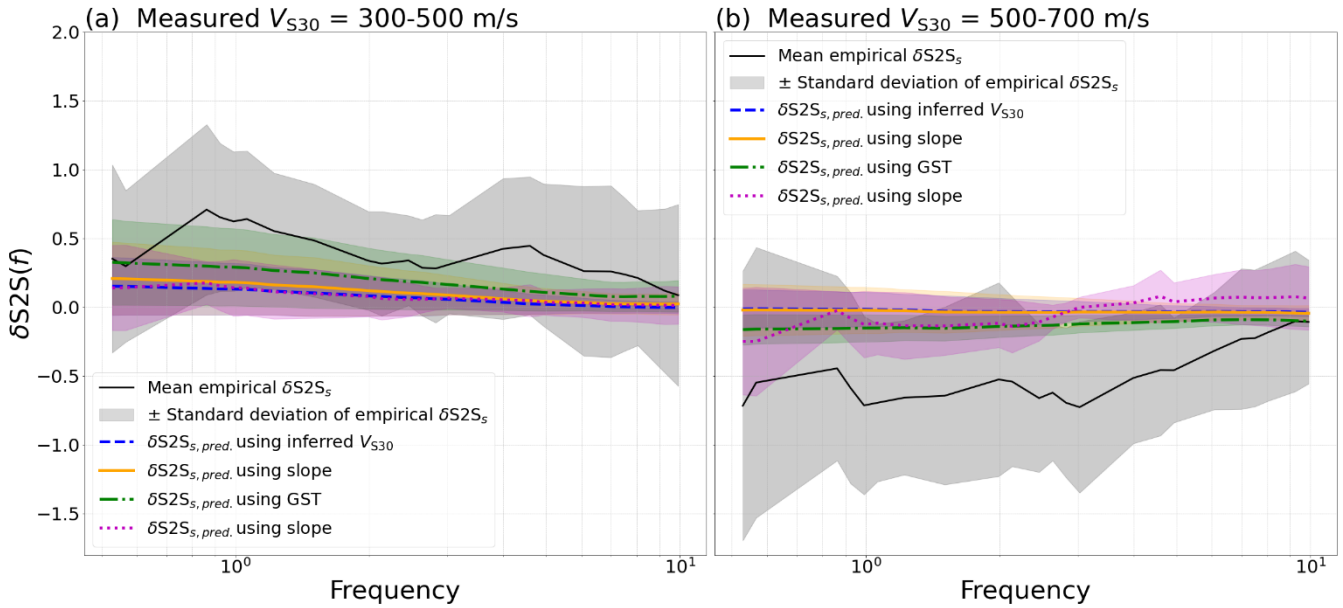 (a) Measured V_S30 = 300-500 m/s
(b) Measured V_S30 = 500-700 m/s
δS2S(f)
2.0
1.5
1.0
0.5
0.0
−0.5
−1.0
−1.5
Mean empirical δS2S_s
± Standard deviation of empirical δS2S_s
δS2S_s,pred. using inferred V_S30
δS2S_s,pred. using slope
δS2S_s,pred. using GST
δS2S_s,pred. using slope
10^0
10^1
Frequency
Mean empirical δS2S_s
± Standard deviation of empirical δS2S_s
δS2S_s,pred. using inferred V_S30
δS2S_s,pred. using slope
δS2S_s,pred. using GST
δS2S_s,pred. using slope
10^0
10^1
Frequency